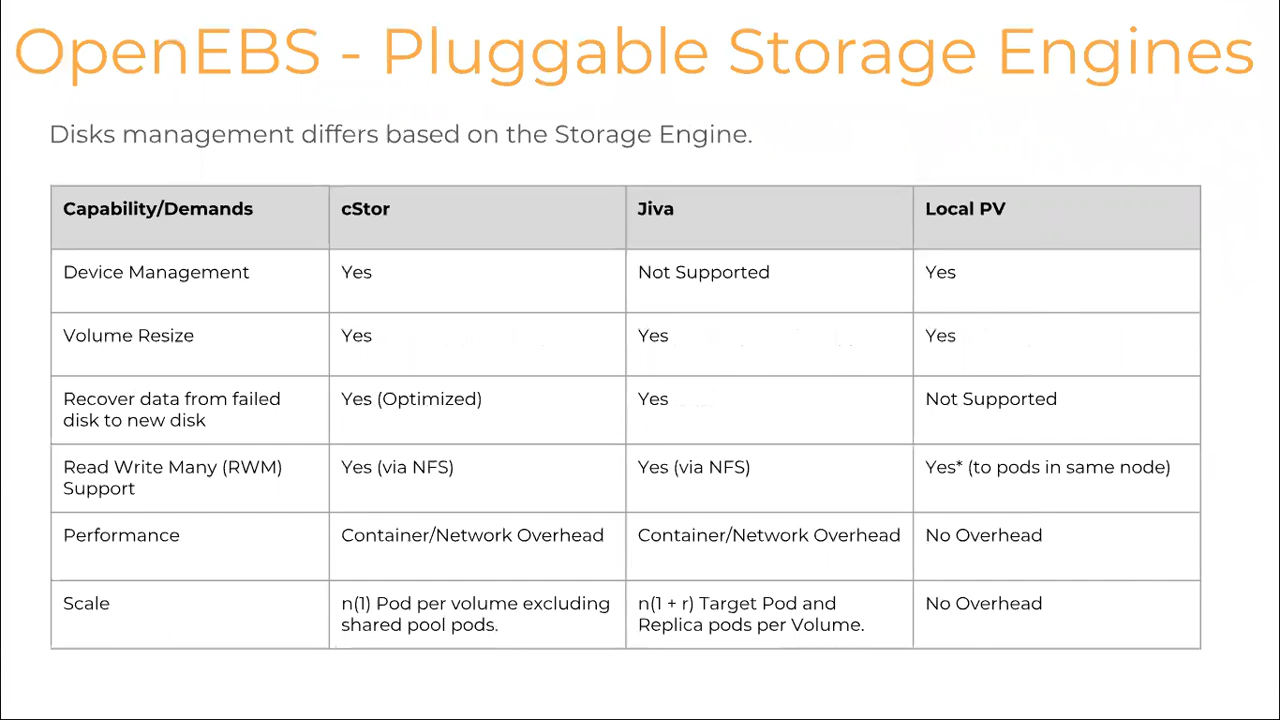 OpenEBS - Pluggable Storage Engines
Disks management differs based on the Storage Engine.
Capability/Demands cStor Jiva Local PV
Device Management Yes Not Supported Yes
Volume Resize Yes Yes Yes
Recover data from failed
disk to new disk Yes (Optimized) Yes Not Supported
Read Write Many (RWM)
Support Yes (via NFS) Yes (via NFS) Yes* (to pods in same node)
Performance Container/Network Overhead Container/Network Overhead No Overhead
Scale n(1) Pod per volume excluding
shared pool pods. n(1 + r) Target Pod and
Replica pods per Volume. No Overhead